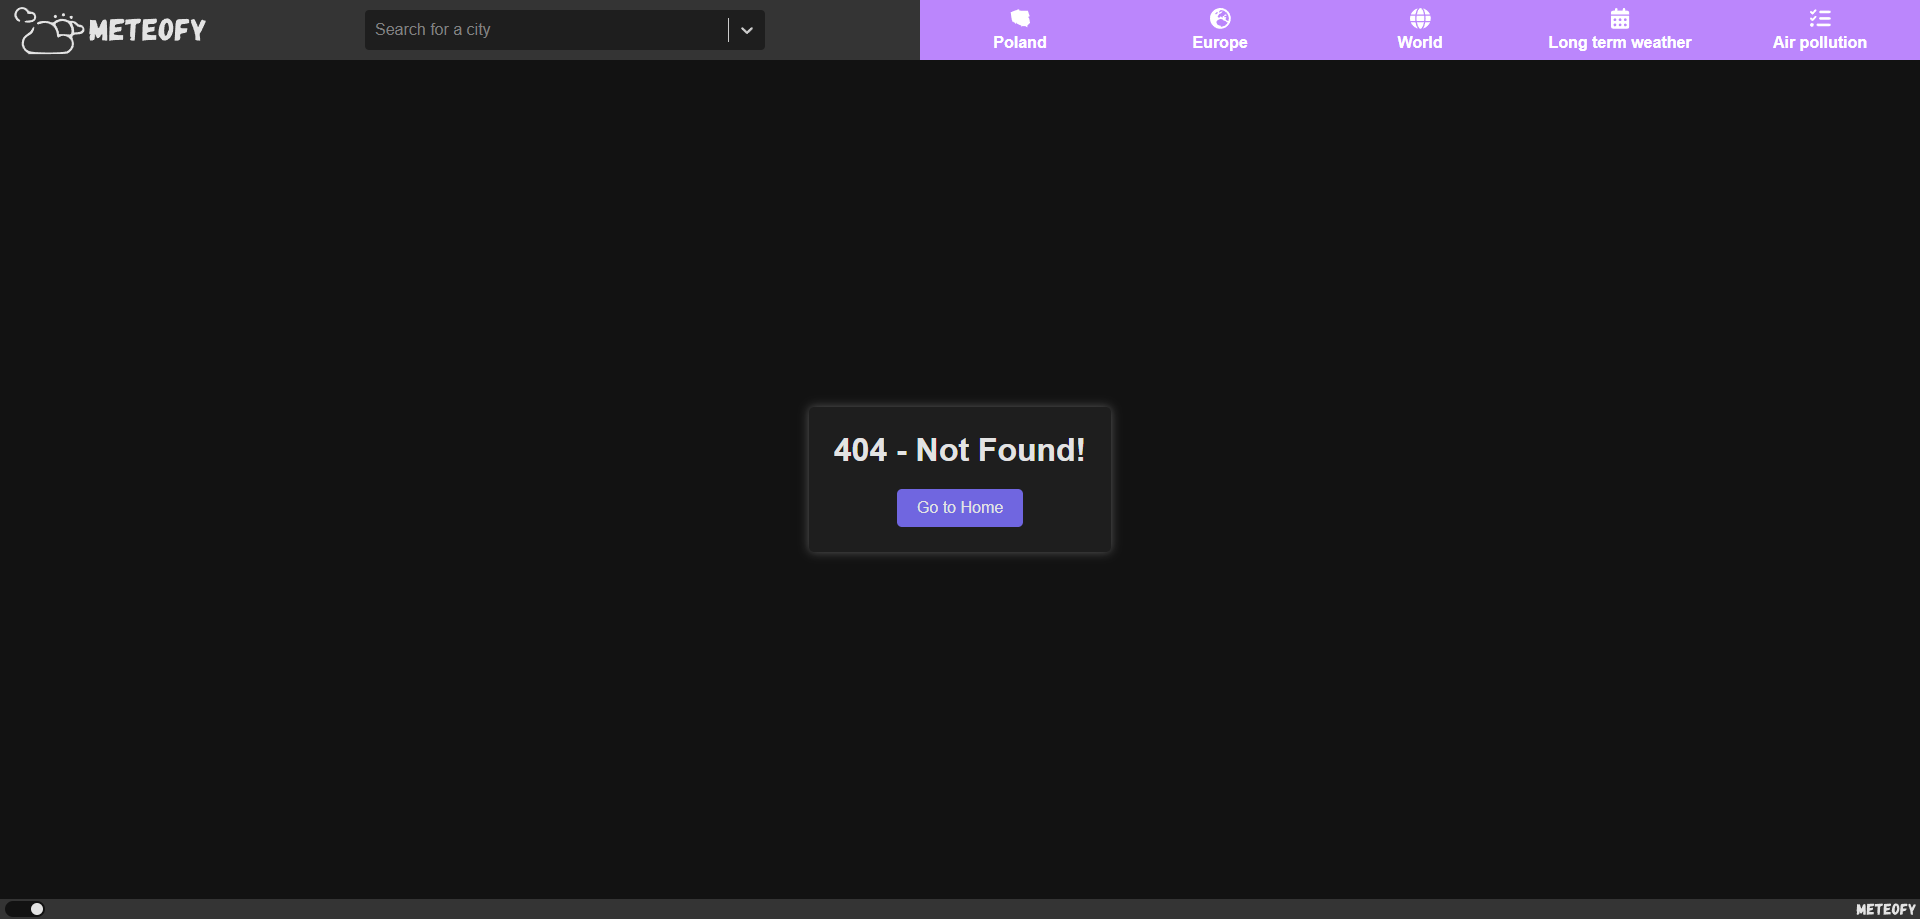 METEOFY
Search for a city
Poland
Europe
World
Long term weather
Air pollution
404 - Not Found!
Go to Home
METEOFY